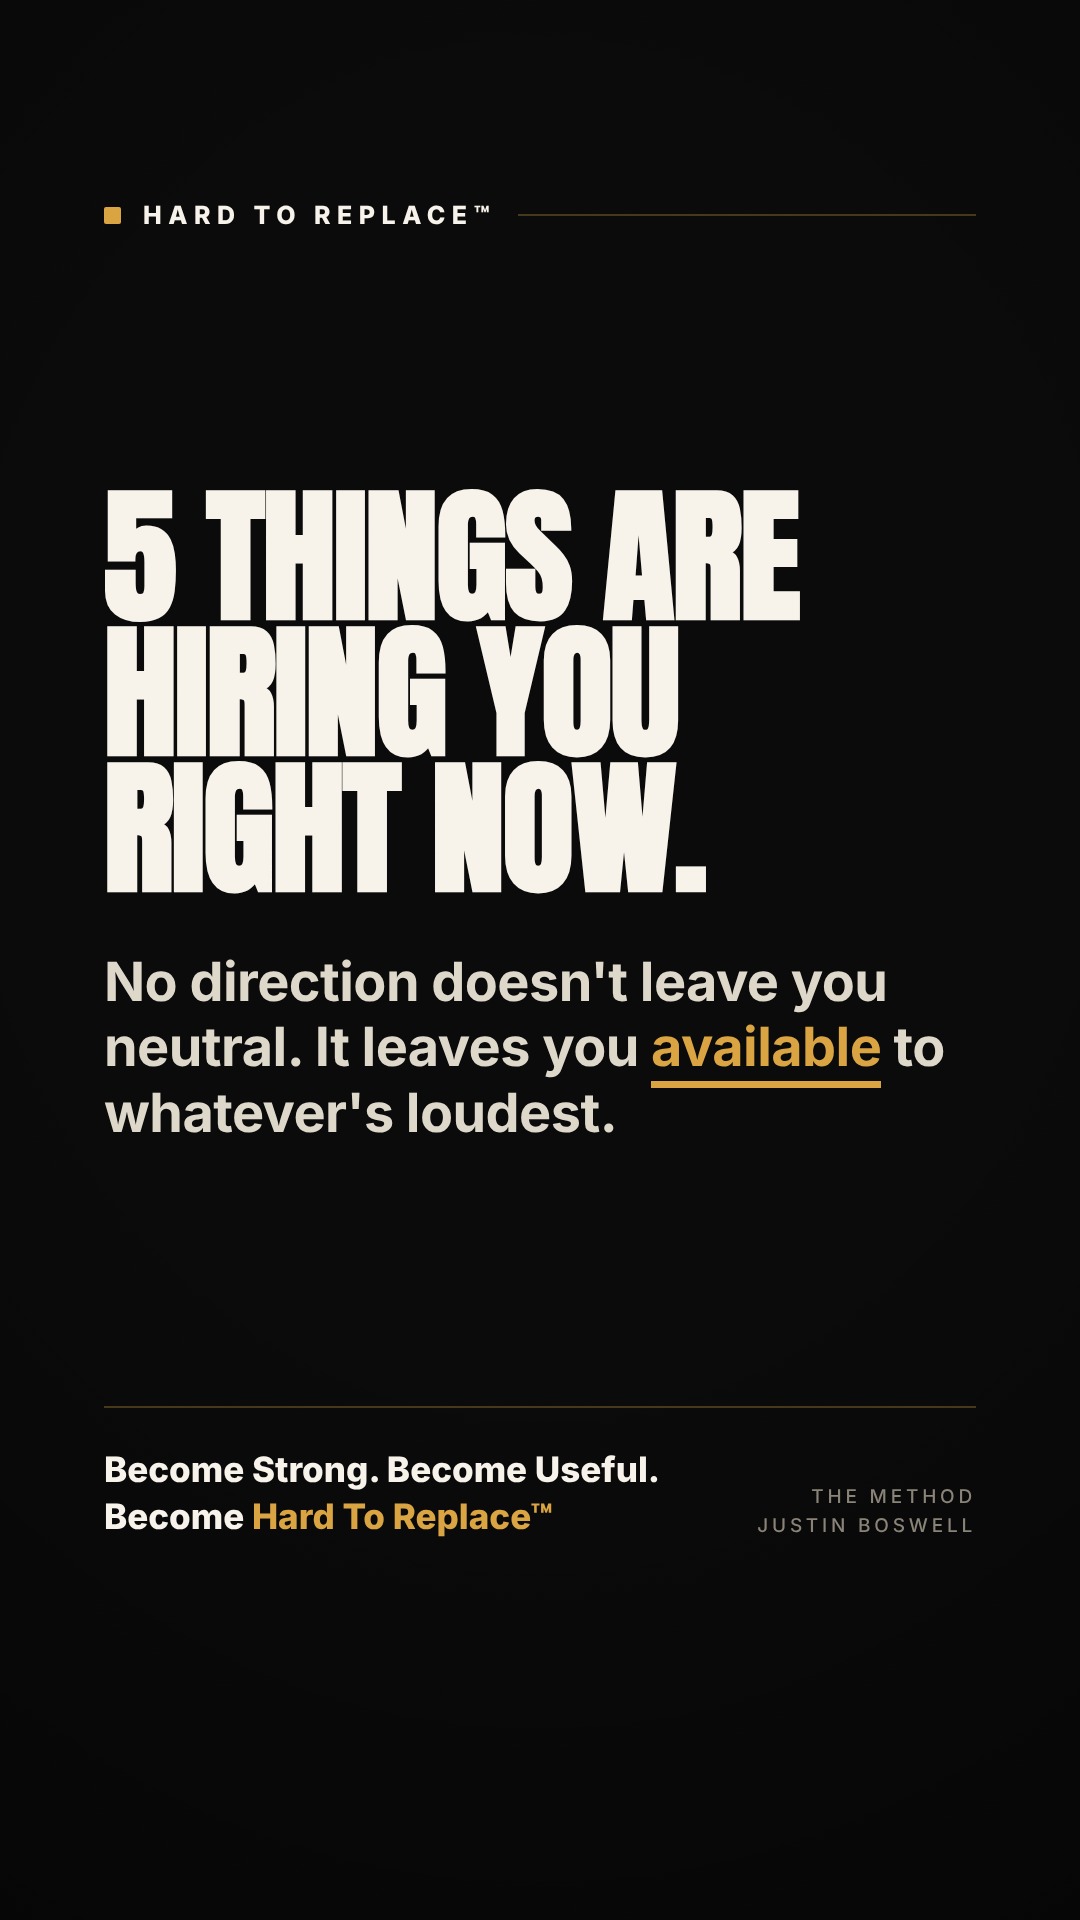 HARD TO REPLACE™
5 THINGS ARE
HIRING YOU
RIGHT NOW.
No direction doesn't leave you
neutral. It leaves you available to
whatever's loudest.
Become Strong. Become Useful.
Become Hard To Replace™
THE METHOD
JUSTIN BOSWELL